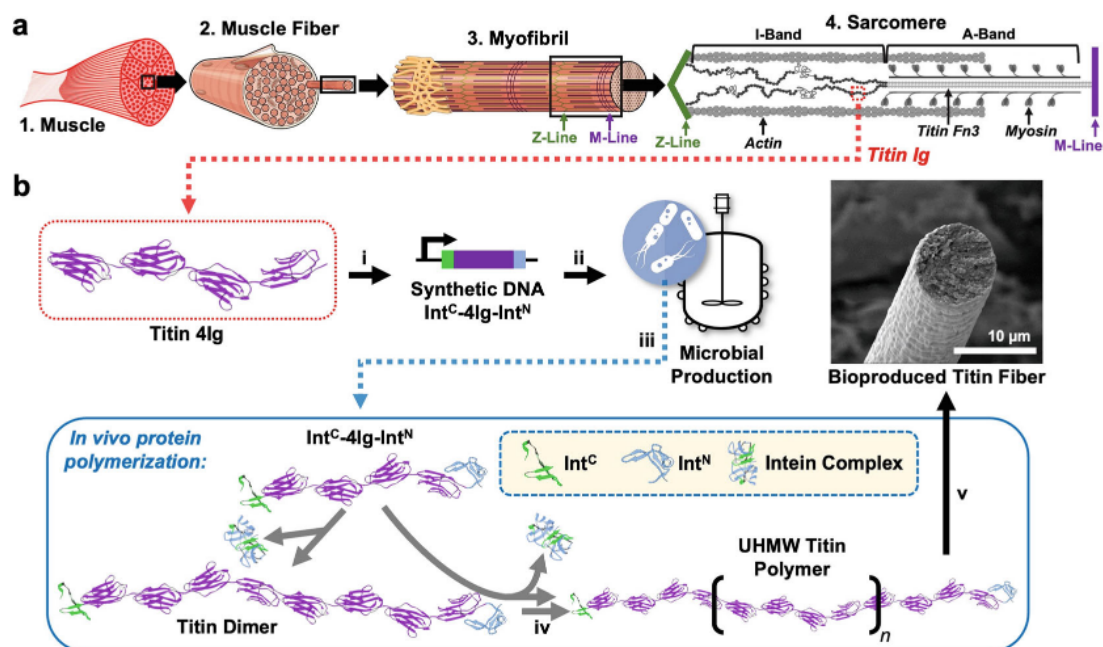 a
1. Muscle
2. Muscle Fiber
3. Myofibril
Z-Line
M-Line
4. Sarcomere
I-Band
A-Band
Z-Line
Actin
Titin Ig
Titin Fn3
Myosin
M-Line
b
Titin 4Ig
i
Synthetic DNA
Int^C-4Ig-Int^N
ii
iii
Microbial
Production
10 μm
Bioproduced Titin Fiber
In vivo protein
polymerization:
Int^C-4Ig-Int^N
Int^C
Int^N
Intein Complex
v
Titin Dimer
iv
UHMW Titin
Polymer
n